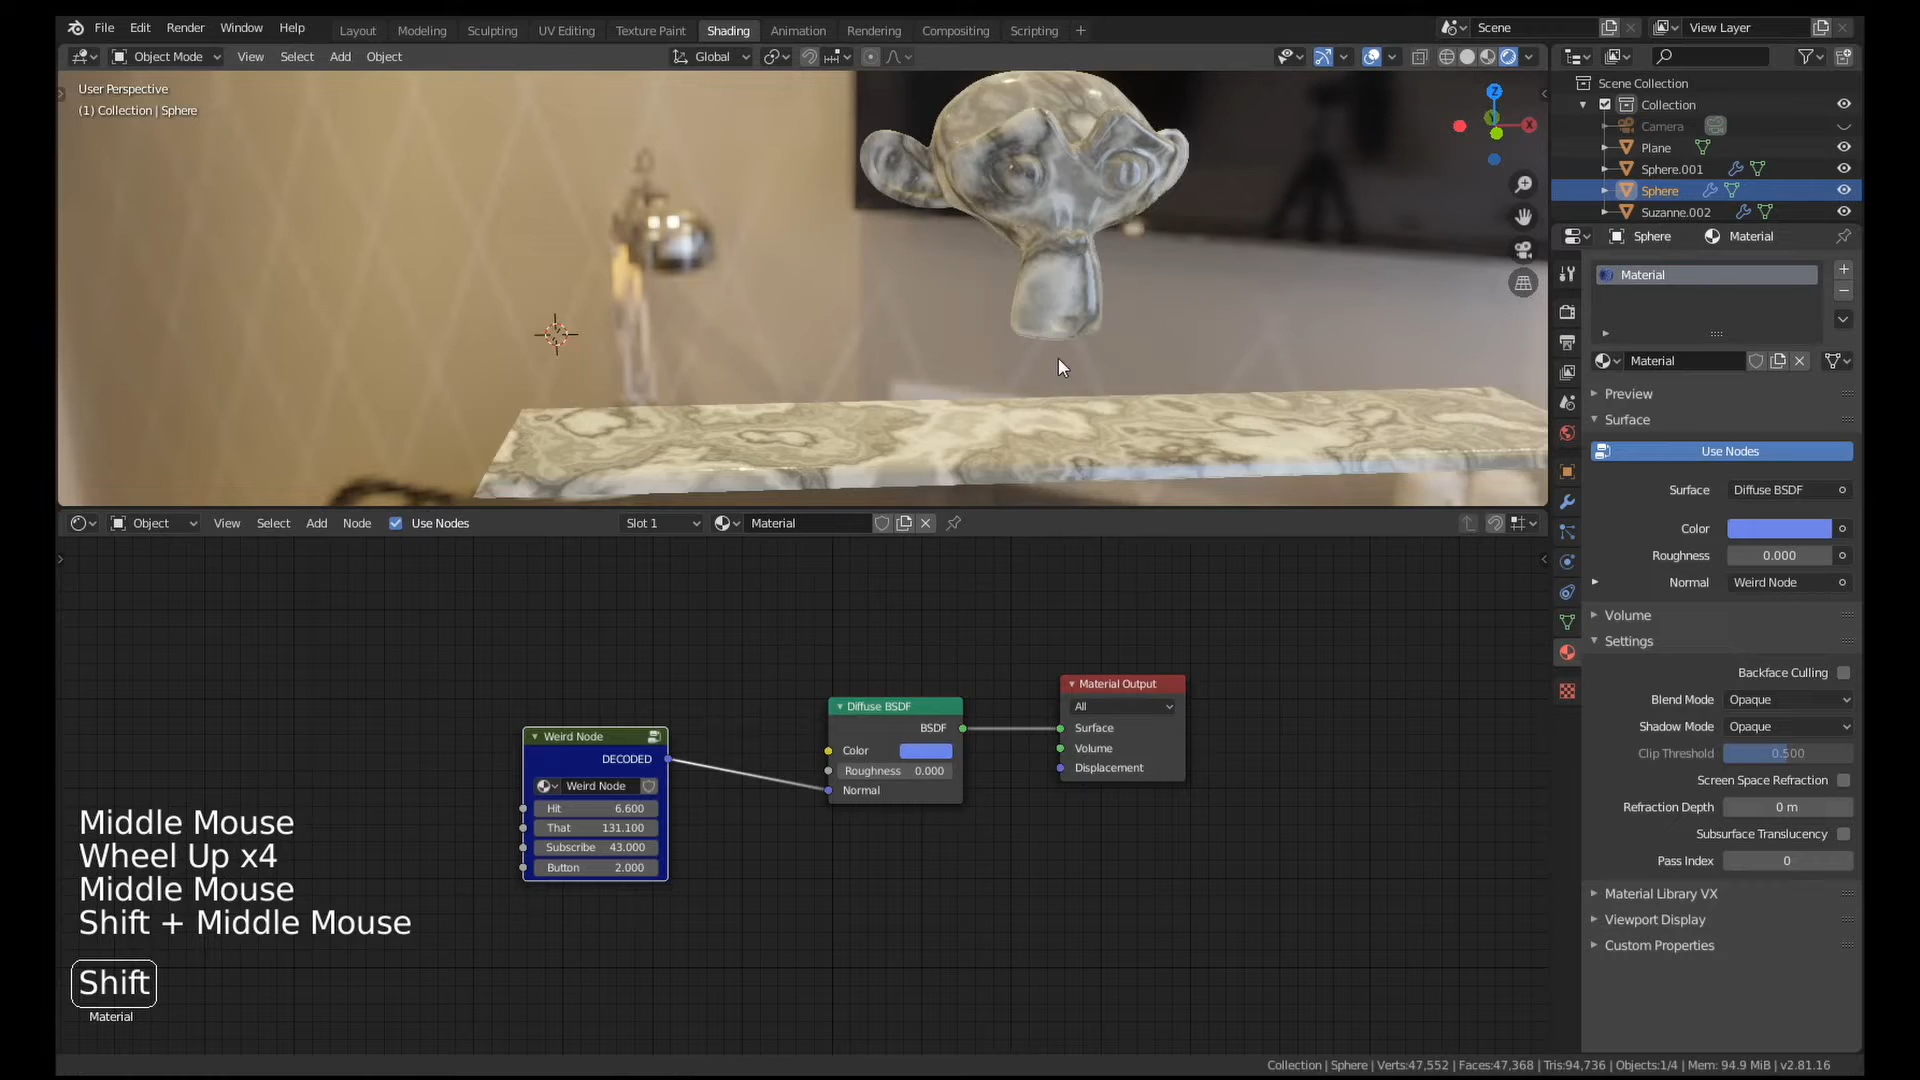 File Edit Render Window Help Layout Modeling Sculpting UV Editing Texture Paint Shading Animation Rendering Compositing Scripting + Scene View Layer
Object Mode View Select Add Object Global
User Perspective
(1) Collection | Sphere
Z
X
Scene Collection
Collection
Camera
Plane
Sphere.001
Sphere
Suzanne.002
Sphere Material
Material
Material
Preview
Surface
Use Nodes
Surface Diffuse BSDF
Color
Roughness 0.000
Normal Weird Node
Volume
Settings
Backface Culling
Blend Mode Opaque
Shadow Mode Opaque
Clip Threshold 0.500
Screen Space Refraction
Refraction Depth 0 m
Subsurface Translucency
Pass Index 0
Material Library VX
Viewport Display
Custom Properties
Object View Select Add Node Use Nodes Slot 1 Material
Weird Node
DECODED
Weird Node
Hit 6.600
That 131.100
Subscribe 43.000
Button 2.000
Diffuse BSDF
BSDF
Color
Roughness 0.000
Normal
Material Output
All
Surface
Volume
Displacement
Middle Mouse
Wheel Up x4
Middle Mouse
Shift + Middle Mouse
Shift
Material
Collection | Sphere | Verts:47,552 | Faces:47,368 | Tris:94,736 | Objects:1/4 | Mem: 94.9 MiB | v2.81.16